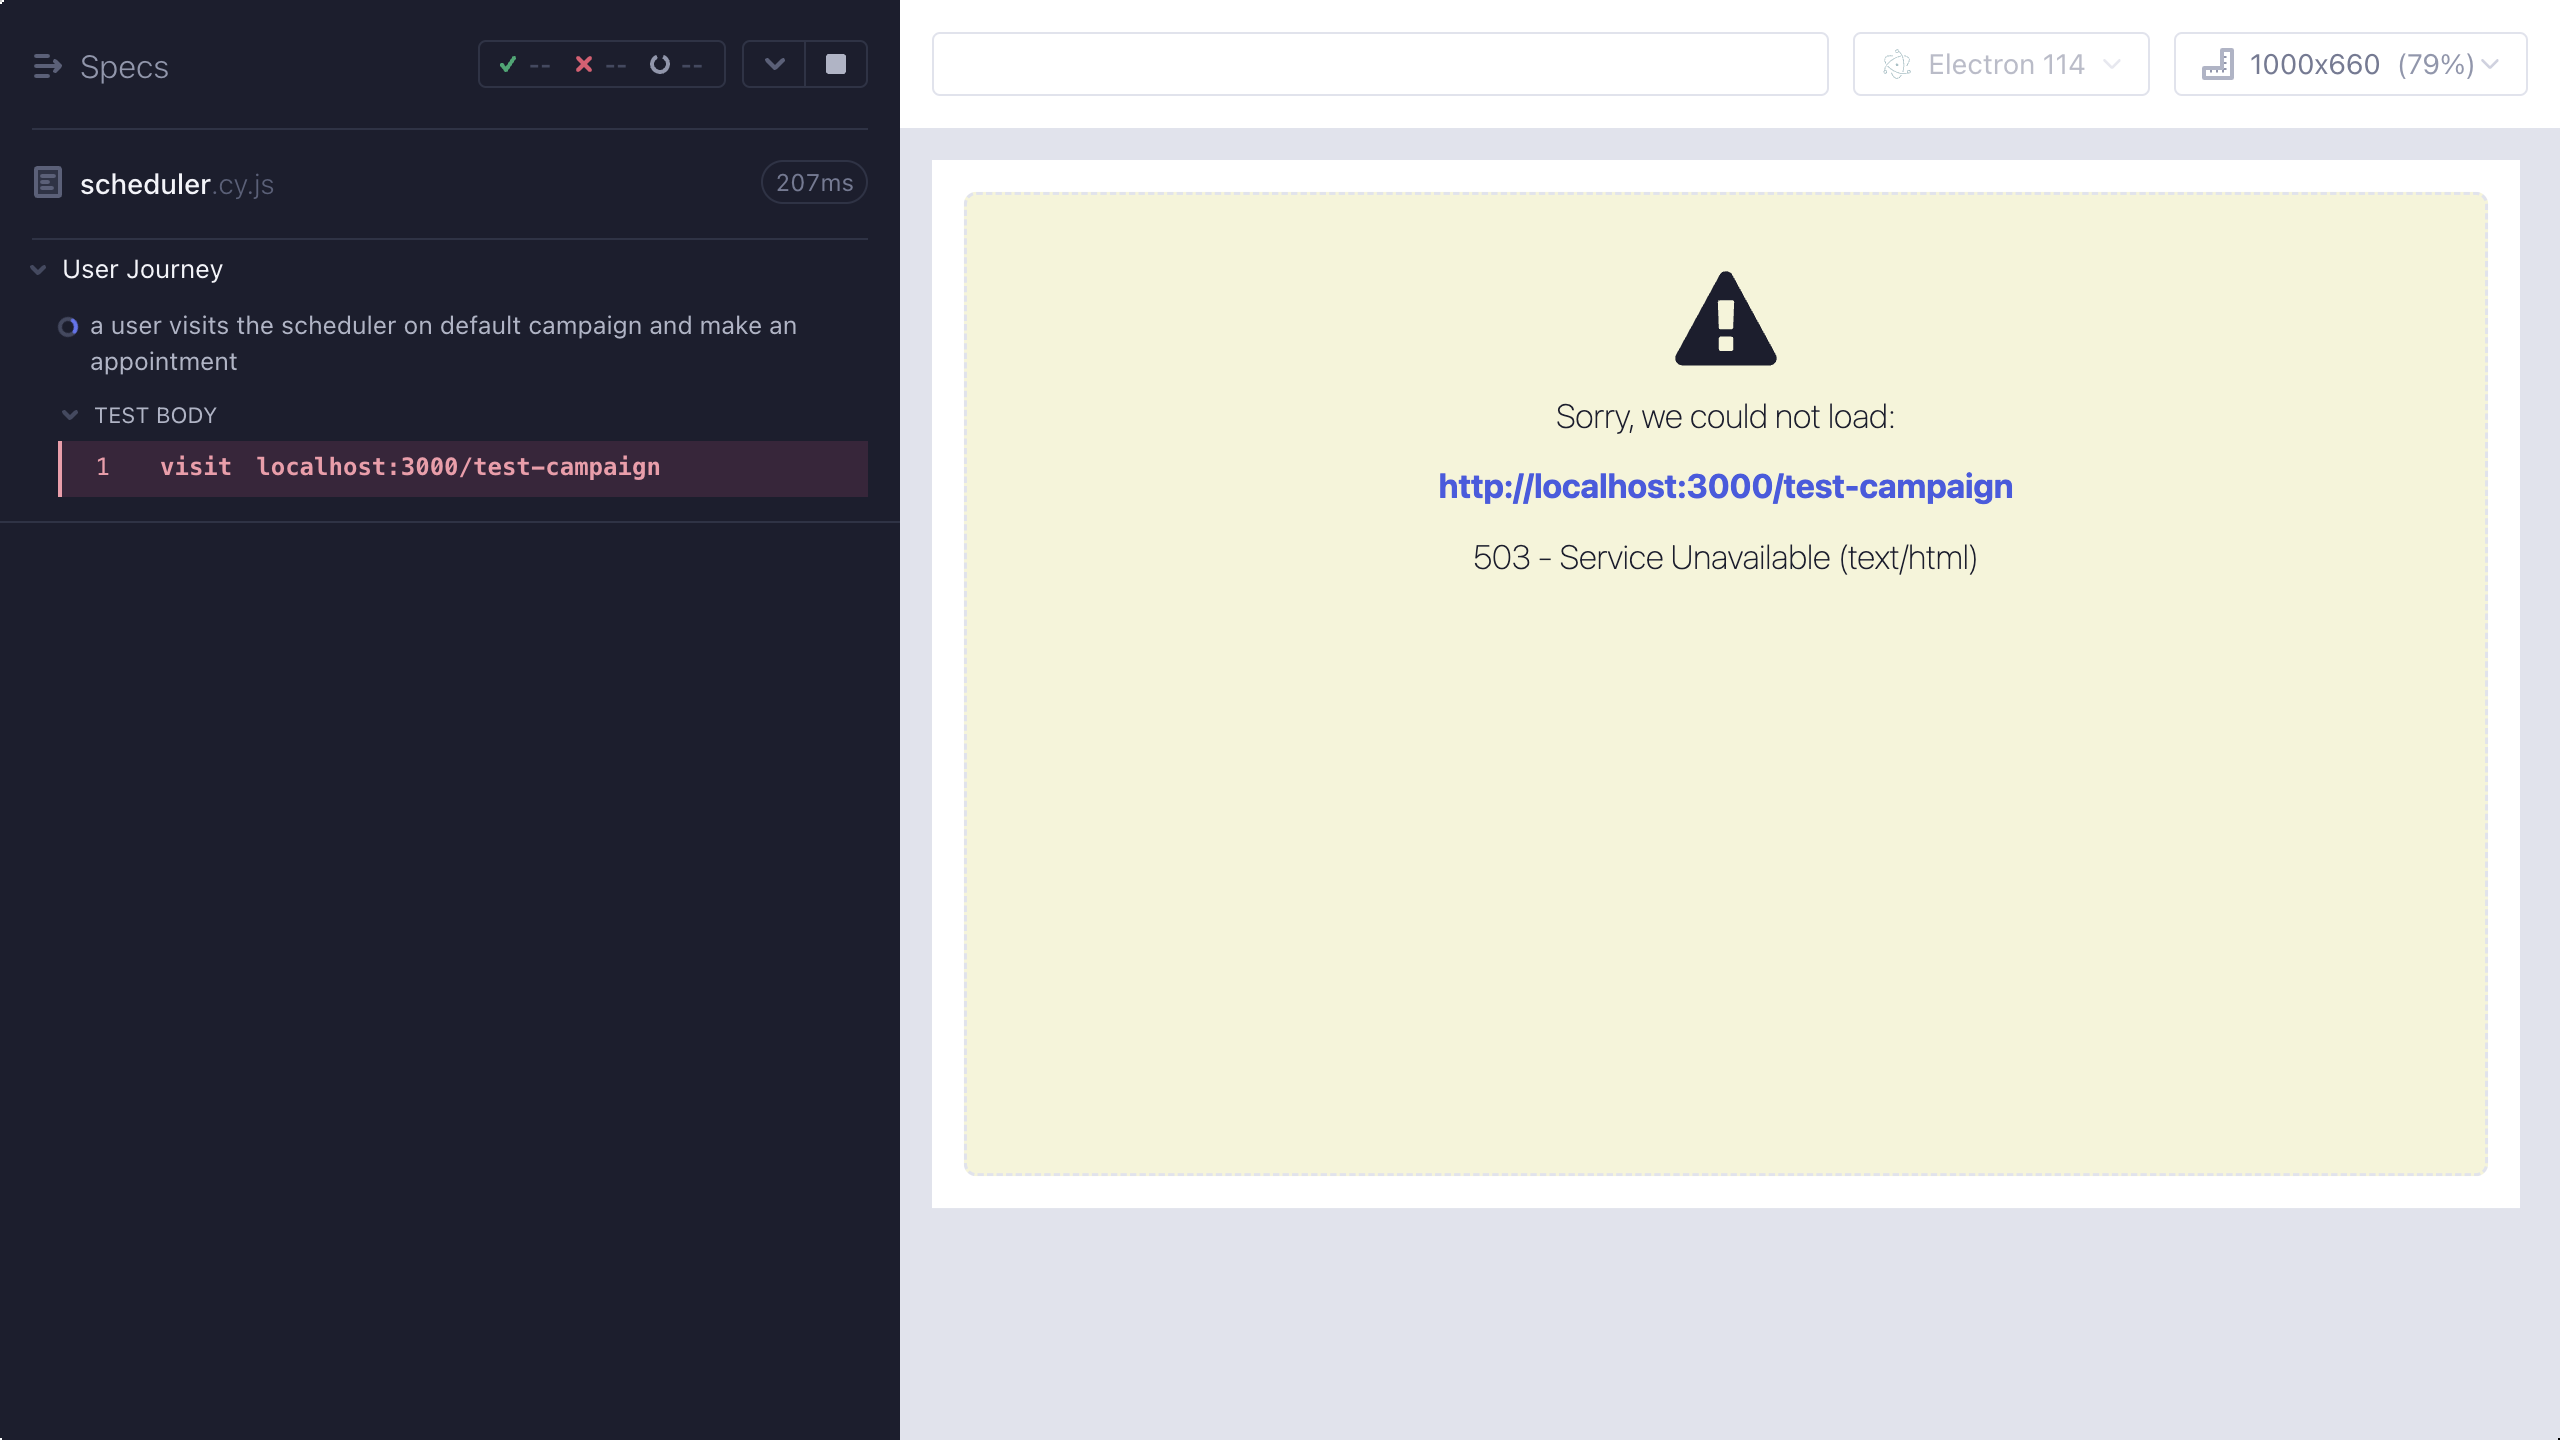 Specs
-- -- --
scheduler.cy.js
207ms
User Journey
a user visits the scheduler on default campaign and make an
appointment
TEST BODY
1 visit localhost:3000/test-campaign
Electron 114
1000x660 (79%)
Sorry, we could not load:
http://localhost:3000/test-campaign
503 - Service Unavailable (text/html)